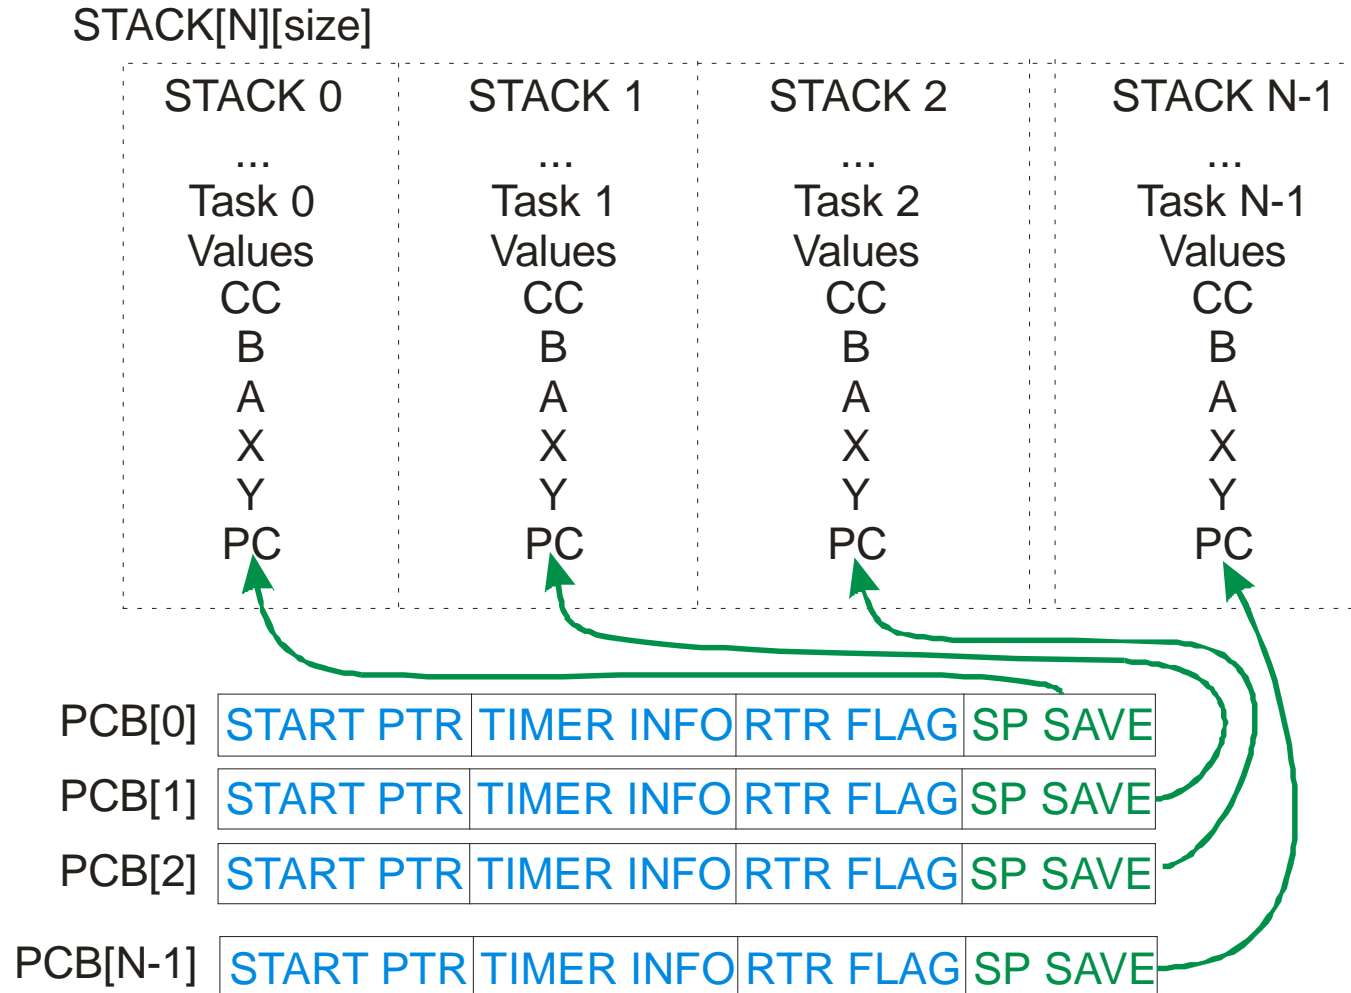 STACK[N][size]
STACK 0 STACK 1 STACK 2 STACK N-1
... ... ... ...
Task 0 Task 1 Task 2 Task N-1
Values Values Values Values
CC CC CC CC
B B B B
A A A A
X X X X
Y Y Y Y
PC PC PC PC
PCB[0] START PTR TIMER INFO RTR FLAG SP SAVE
PCB[1] START PTR TIMER INFO RTR FLAG SP SAVE
PCB[2] START PTR TIMER INFO RTR FLAG SP SAVE
PCB[N-1] START PTR TIMER INFO RTR FLAG SP SAVE